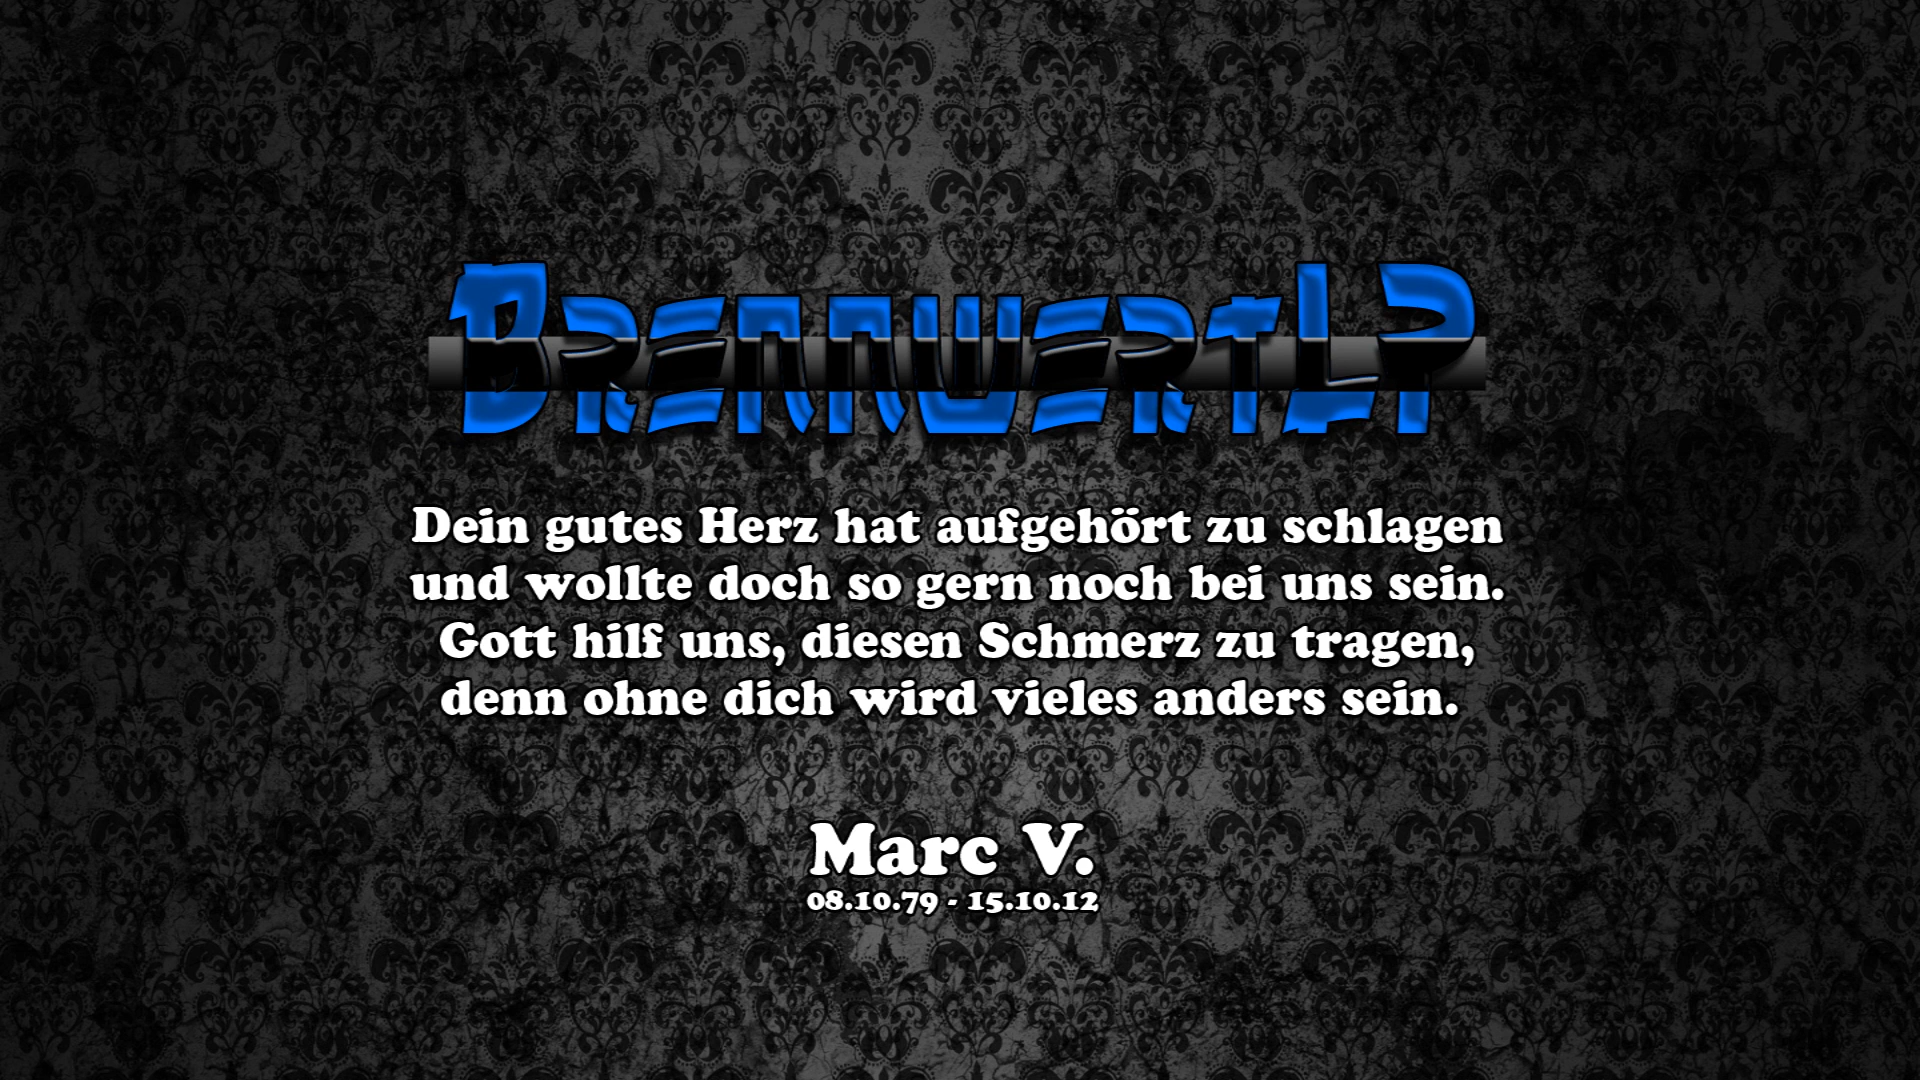 BrennwertLP
Dein gutes Herz hat aufgehört zu schlagen
und wollte doch so gern noch bei uns sein.
Gott hilf uns, diesen Schmerz zu tragen,
denn ohne dich wird vieles anders sein.
Marc V.
08.10.79 - 15.10.12